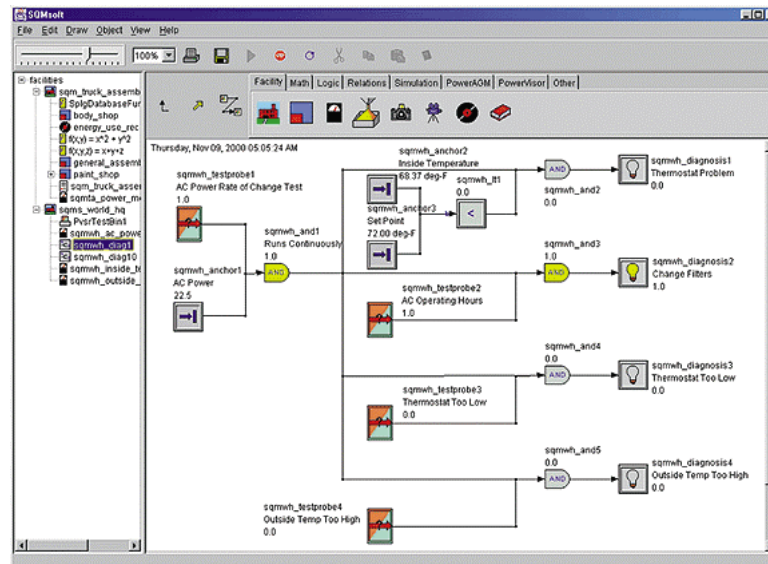 SQMsoft
File Edit Draw Object View Help
100%
facilities
sqm_truck_assemb
SplgDatabaseFur
body_shop
energy_use_rec
f(x,y) = x^2 + y^2
f(x,y,z) = x+y+z
general_assemt
paint_shop
sqm_truck_asser
sqmta_power_m
sqms_world_hq
PvsrTestBin1
sqmwh_ac_powe
sqmwh_diag1
sqmwh_diag10
sqmwh_inside_te
sqmwh_outside_
Facility Math Logic Relations Simulation PowerAOM PowerVisor Other
Thursday, Nov 09, 2000 05:05:24 AM
sqmwh_testprobe1
AC Power Rate of Change Test
1.0
sqmwh_anchor1
AC Power
22.5
sqmwh_and1
Runs Continuously
1.0
AND
sqmwh_anchor2
Inside Temperature
68.37 deg-F
sqmwh_anchor3
Set Point
72.00 deg-F
sqmwh_lt1
0.0
<
AND
sqmwh_and2
0.0
sqmwh_diagnosis1
Thermostat Problem
0.0
sqmwh_and3
1.0
AND
sqmwh_diagnosis2
Change Filters
1.0
sqmwh_testprobe2
AC Operating Hours
1.0
sqmwh_and4
0.0
AND
sqmwh_diagnosis3
Thermostat Too Low
0.0
sqmwh_testprobe3
Thermostat Too Low
0.0
sqmwh_and5
0.0
AND
sqmwh_diagnosis4
Outside Temp Too High
0.0
sqmwh_testprobe4
Outside Temp Too High
0.0